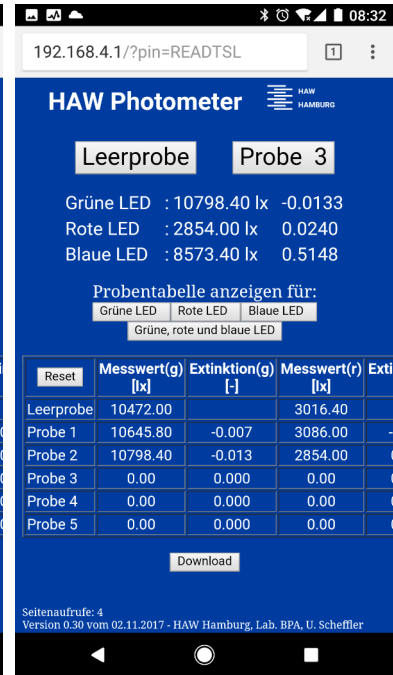 08:32
192.168.4.1/?pin=READTSL 1
HAW Photometer HAW HAMBURG
Leerprobe Probe 3
Grüne LED : 10798.40 lx -0.0133
Rote LED : 2854.00 lx 0.0240
Blaue LED : 8573.40 lx 0.5148
Probentabelle anzeigen für:
Grüne LED Rote LED Blaue LED
Grüne, rote und blaue LED
Reset Messwert(g) [lx] Extinktion(g) [-] Messwert(r) [lx] Exti
Leerprobe 10472.00 3016.40
Probe 1 10645.80 -0.007 3086.00 -
Probe 2 10798.40 -0.013 2854.00
Probe 3 0.00 0.000 0.00
Probe 4 0.00 0.000 0.00
Probe 5 0.00 0.000 0.00
Download
Seitenaufrufe: 4
Version 0.30 vom 02.11.2017 - HAW Hamburg, Lab. BPA, U. Scheffler